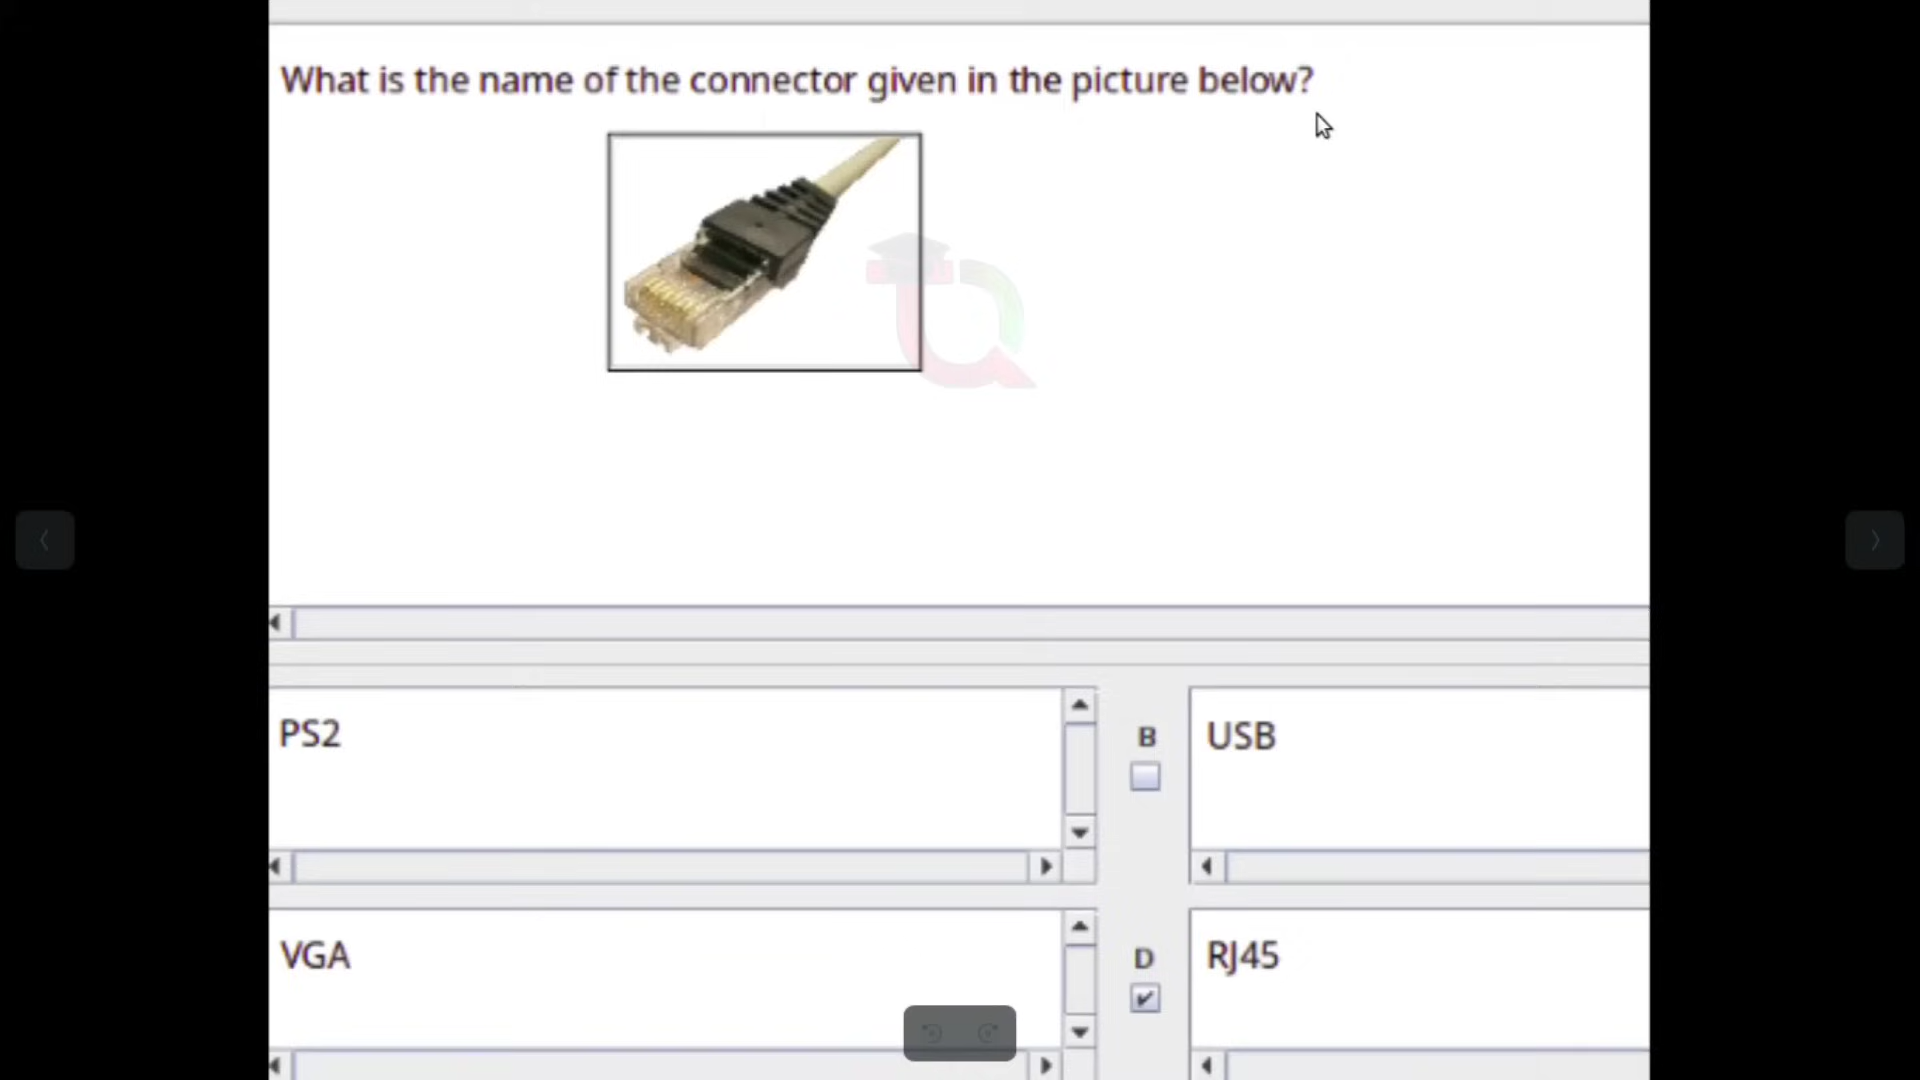 What is the name of the connector given in the picture below?
PS2
B
USB
VGA
D
RJ45